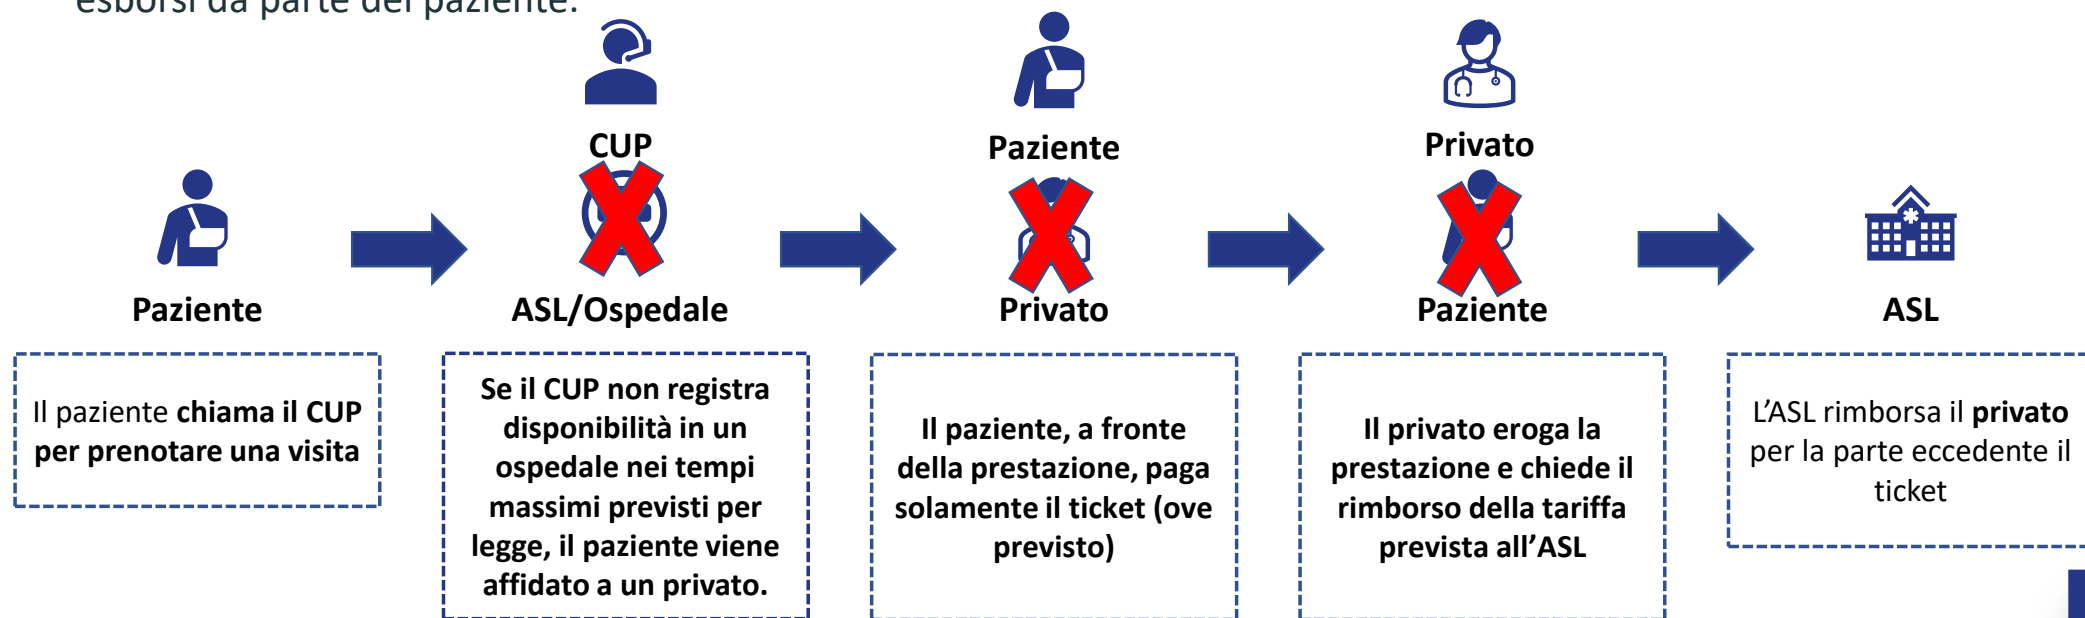 esborsi da parte del paziente.
CUP
Paziente
Privato
Paziente
ASL/Ospedale
Privato
Paziente
ASL
Il paziente chiama il CUP
per prenotare una visita
Se il CUP non registra
disponibilità in un
ospedale nei tempi
massimi previsti per
legge, il paziente viene
affidato a un privato.
Il paziente, a fronte
della prestazione, paga
solamente il ticket (ove
previsto)
Il privato eroga la
prestazione e chiede il
rimborso della tariffa
prevista all’ASL
L’ASL rimborsa il privato
per la parte eccedente il
ticket